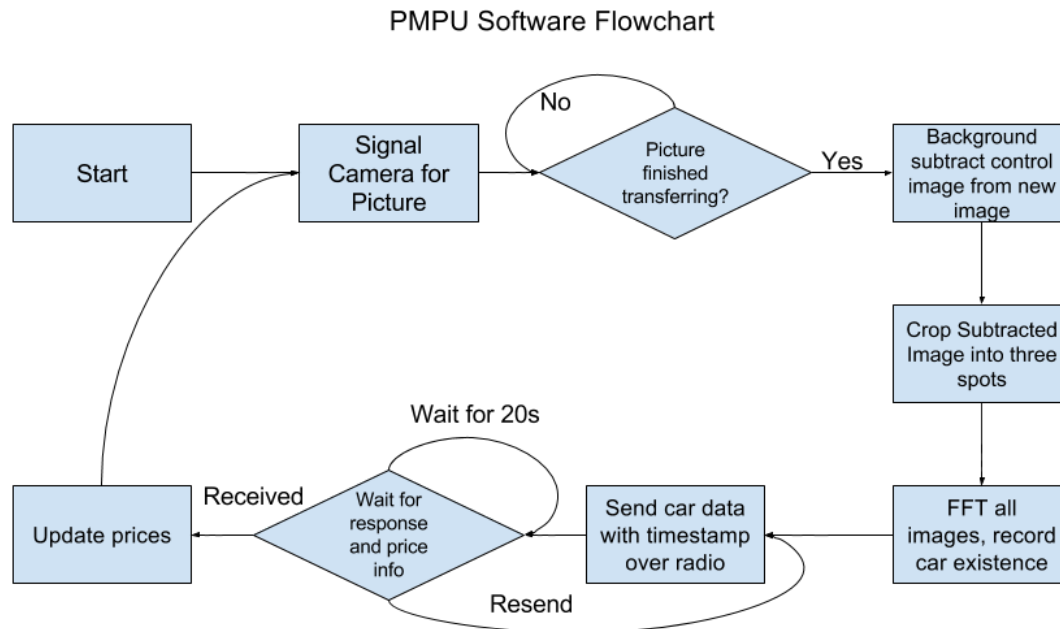 PMPU Software Flowchart
Start
Signal
Camera for
Picture
No
Picture
finished
transferring?
Yes
Background
subtract control
image from new
image
Crop Subtracted
Image into three
spots
FFT all
images, record
car existence
Send car data
with timestamp
over radio
Wait for 20s
Wait for
response
and price
info
Resend
Received
Update prices